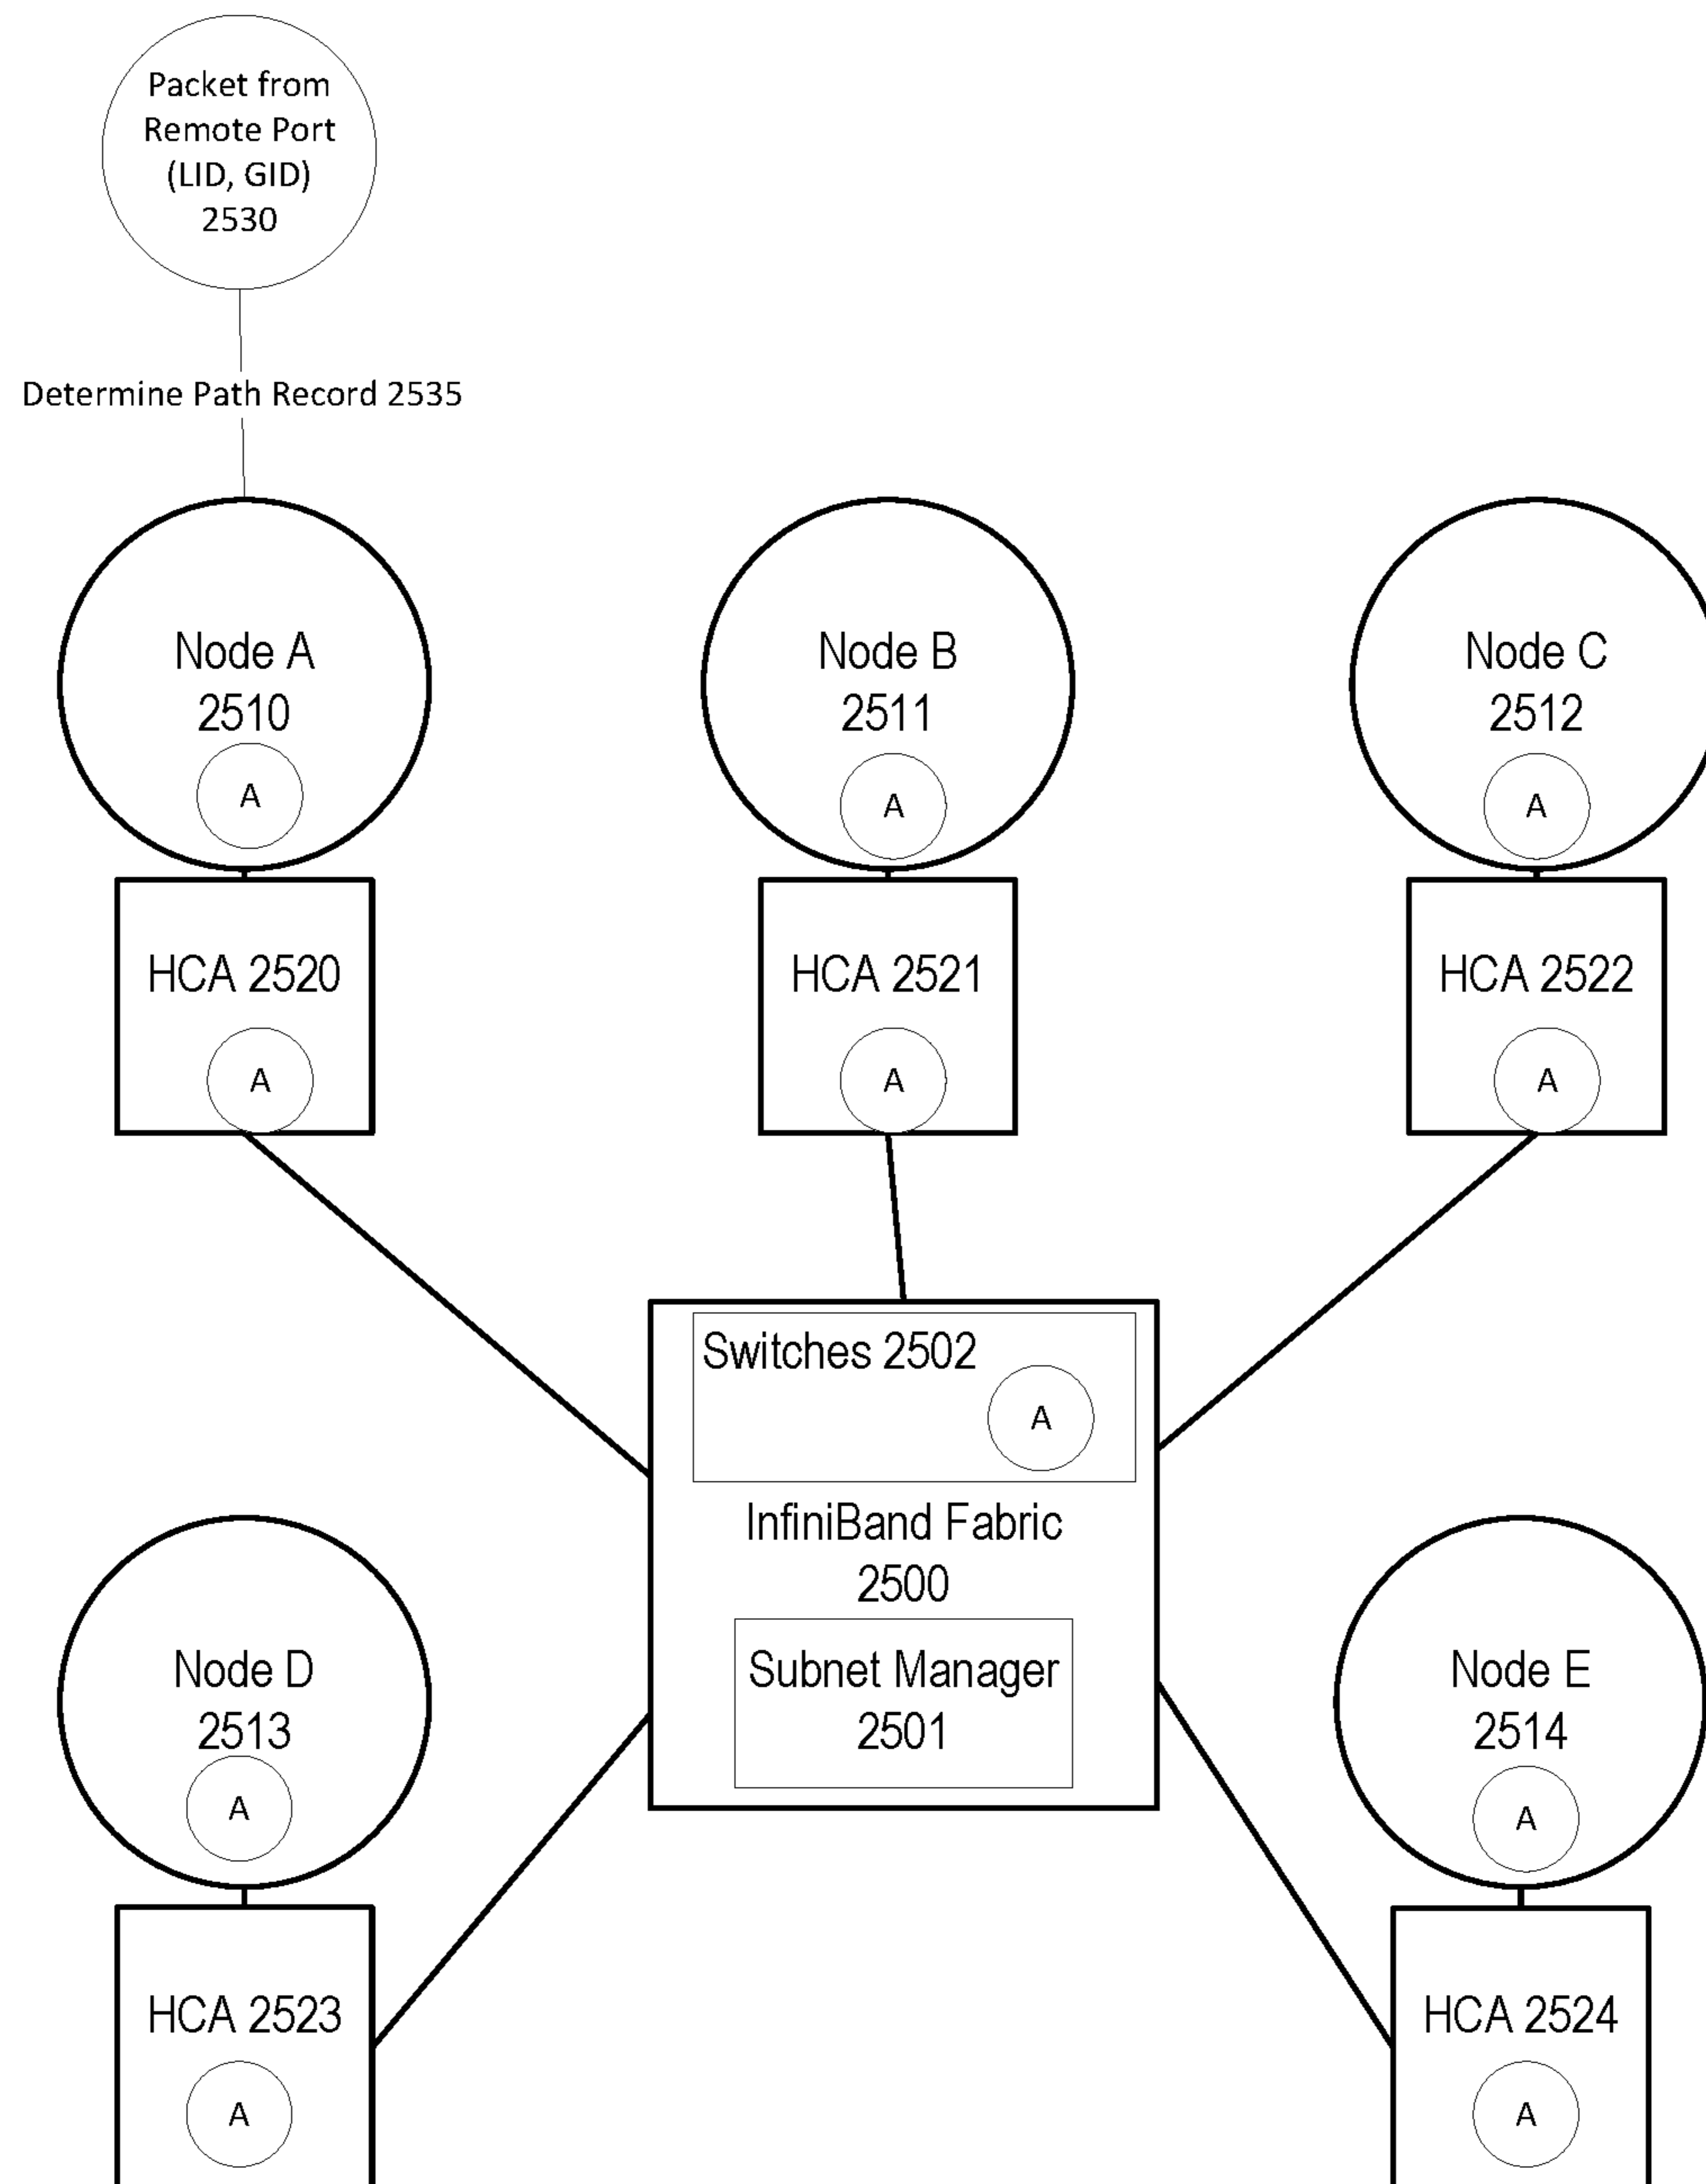 Packet from
Remote Port
(LID, GID)
2530
Determine Path Record 2535
Node A
2510
A
Node B
2511
A
Node C
2512
A
HCA 2520
A
HCA 2521
A
HCA 2522
A
Switches 2502
A
InfiniBand Fabric
2500
Subnet Manager
2501
Node D
2513
A
Node E
2514
A
HCA 2523
A
HCA 2524
A